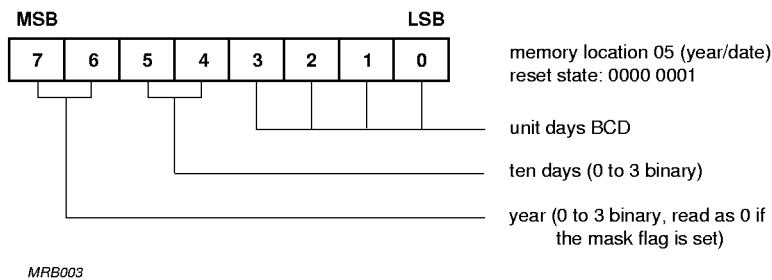 MSB LSB
7 6 5 4 3 2 1 0
memory location 05 (year/date)
reset state: 0000 0001
unit days BCD
ten days (0 to 3 binary)
year (0 to 3 binary, read as 0 if
the mask flag is set)
MRB003